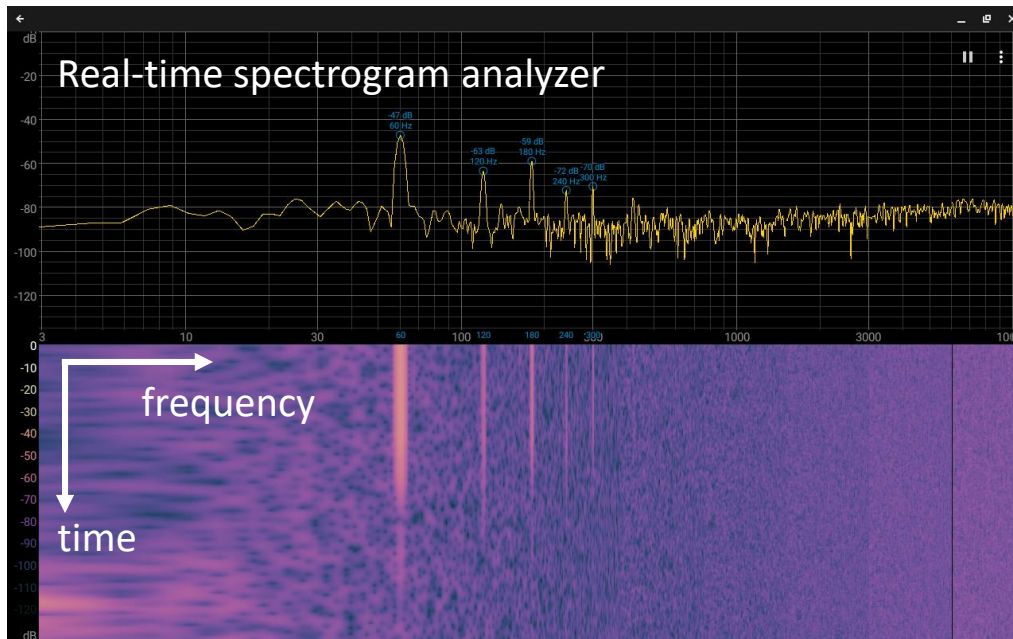 dB
Real-time spectrogram analyzer
-20
-40
-47 dB
60 Hz
-60
-63 dB
120 Hz
59 dB
180 Hz
-72 dB
240 Hz
-70 dB
300 Hz
-80
-100
-120
3 10 30 100 300 1000 3000 100
60 120 180 240 300
0
-10
-20
frequency
-30
-40
-50
-60
-70
-80
time
-90
-100
-110
-120
dB